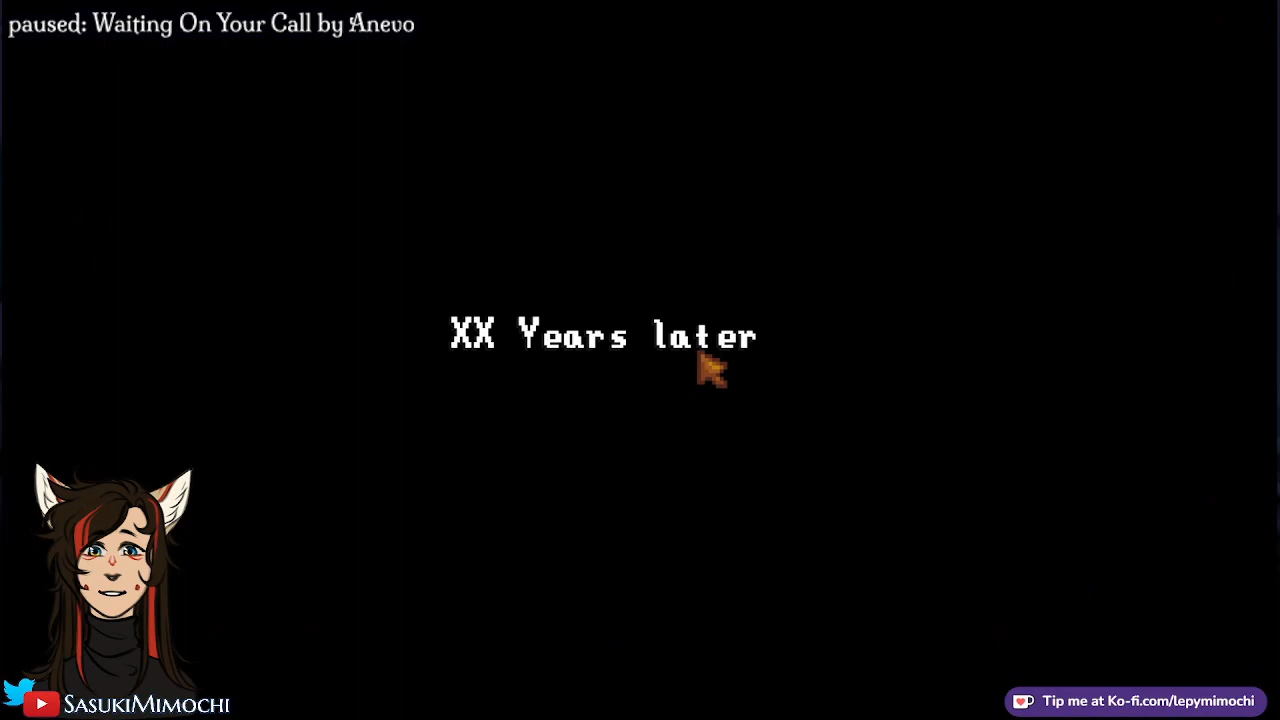 paused: Waiting On Your Call by Anevo
XX Years later
SasukiMimochi
Tip me at Ko-fi.com/lepymimochi